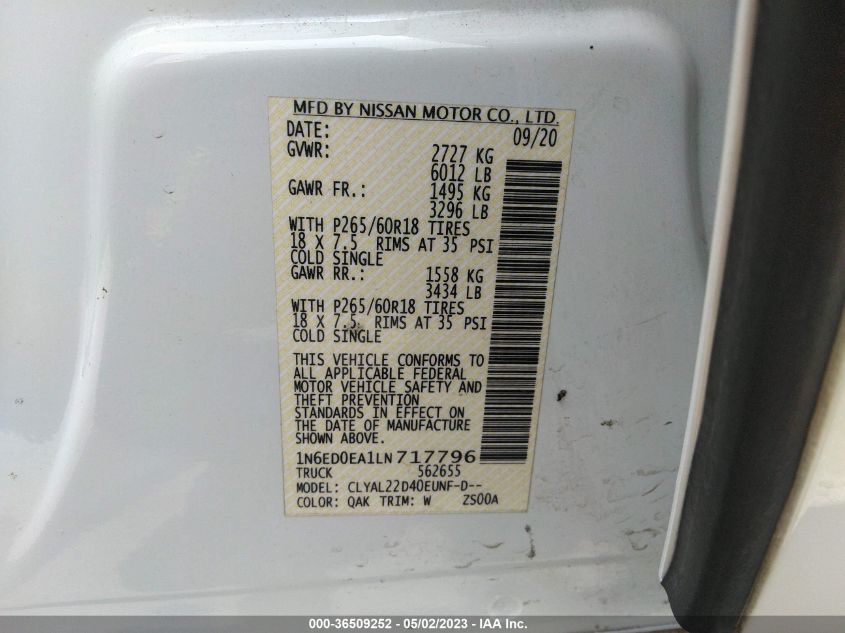 MFD BY NISSAN MOTOR CO., LTD.
DATE: 09/20
GVWR: 2727 KG
6012 LB
GAWR FR.: 1495 KG
3296 LB
WITH P265/60R18 TIRES
18 X 7.5 RIMS AT 35 PSI
COLD SINGLE
GAWR RR.: 1558 KG
3434 LB
WITH P265/60R18 TIRES
18 X 7.5 RIMS AT 35 PSI
COLD SINGLE
THIS VEHICLE CONFORMS TO
ALL APPLICABLE FEDERAL
MOTOR VEHICLE SAFETY AND
THEFT PREVENTION
STANDARDS IN EFFECT ON
THE DATE OF MANUFACTURE
SHOWN ABOVE.
1N6ED0EA1LN717796
TRUCK 562655
MODEL: CLYAL22D40EUNF-D--
COLOR: QAK TRIM: W ZS00A
000-36509252 - 05/02/2023 - IAA Inc.